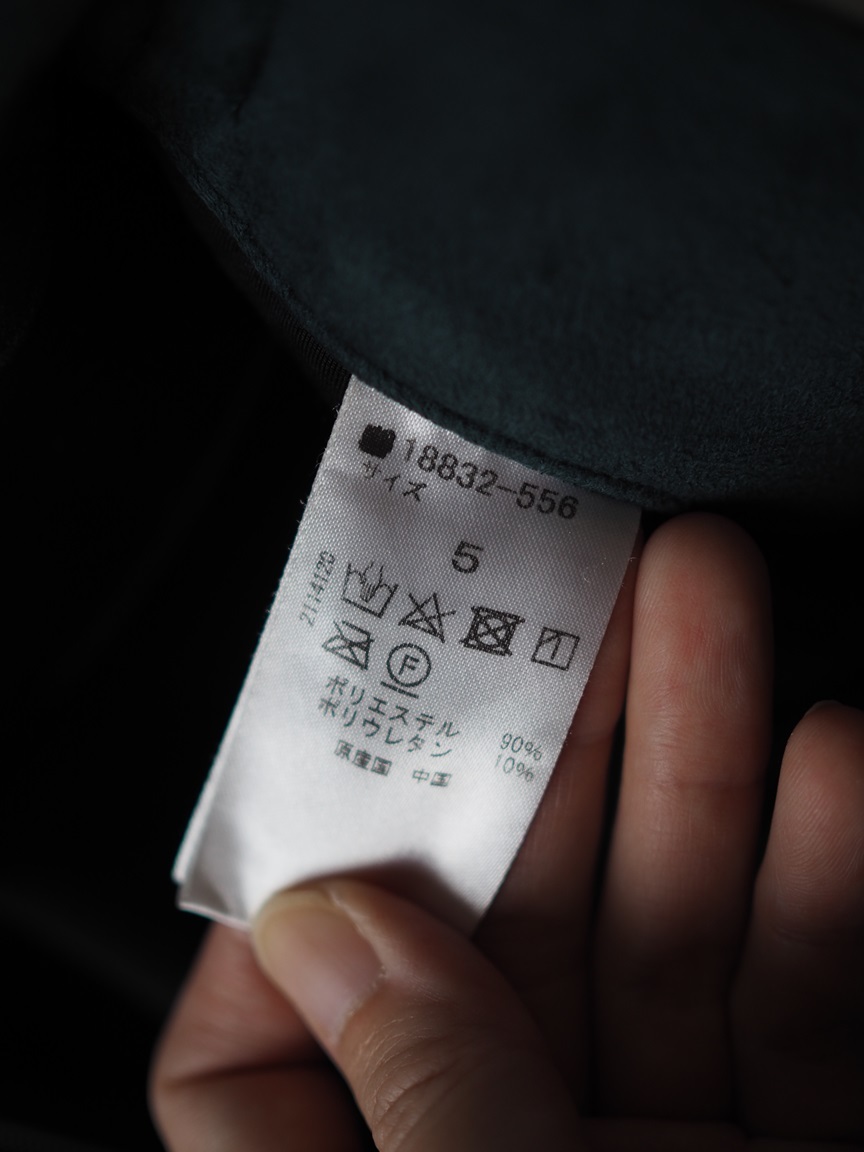 18832-556
サイズ
5
2114120
F
ポリエステル 90%
ポリウレタン 10%
原産国 中国